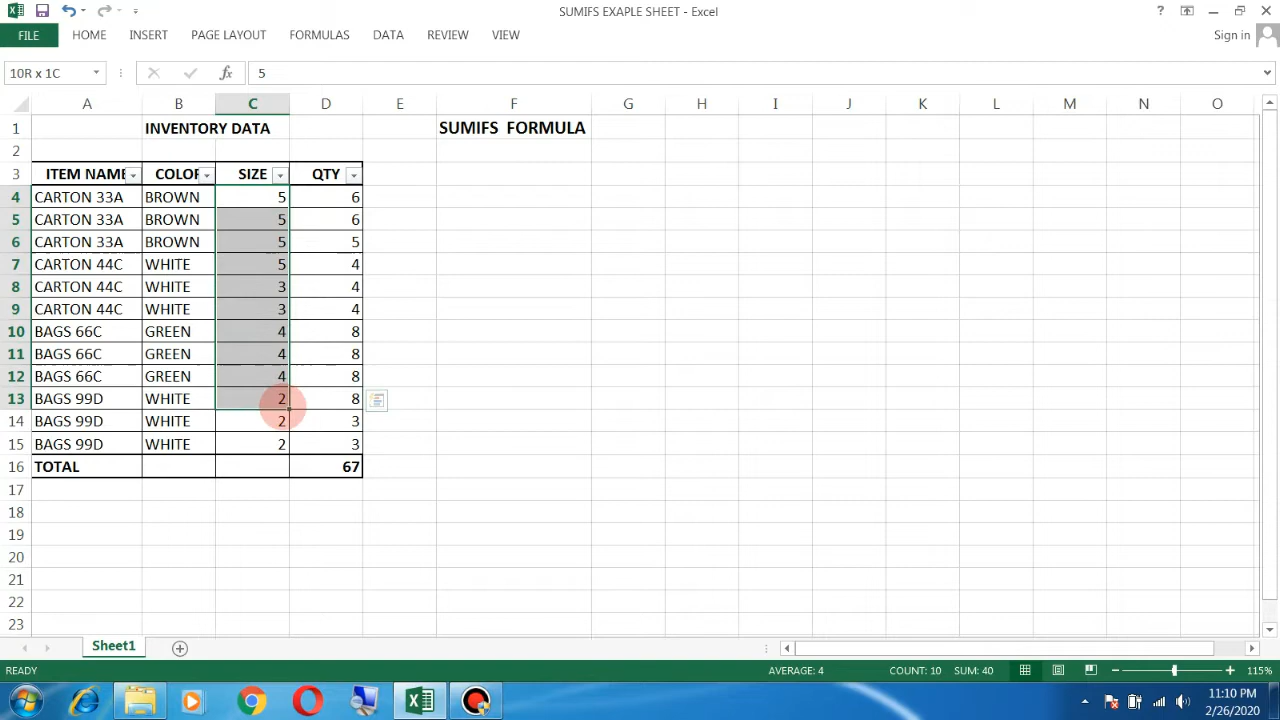 SUMIFS EXAPLE SHEET - Excel
FILE HOME INSERT PAGE LAYOUT FORMULAS DATA REVIEW VIEW Sign in
10R x 1C fx 5
A B C D E F G H I J K L M N O
1 INVENTORY DATA SUMIFS FORMULA
2
3 ITEM NAME COLOR SIZE QTY
4 CARTON 33A BROWN 5 6
5 CARTON 33A BROWN 5 6
6 CARTON 33A BROWN 5 5
7 CARTON 44C WHITE 5 4
8 CARTON 44C WHITE 3 4
9 CARTON 44C WHITE 3 4
10 BAGS 66C GREEN 4 8
11 BAGS 66C GREEN 4 8
12 BAGS 66C GREEN 4 8
13 BAGS 99D WHITE 2 8
14 BAGS 99D WHITE 2 3
15 BAGS 99D WHITE 2 3
16 TOTAL 67
17
18
19
20
21
22
23
Sheet1
READY AVERAGE: 4 COUNT: 10 SUM: 40 115%
11:10 PM
2/26/2020